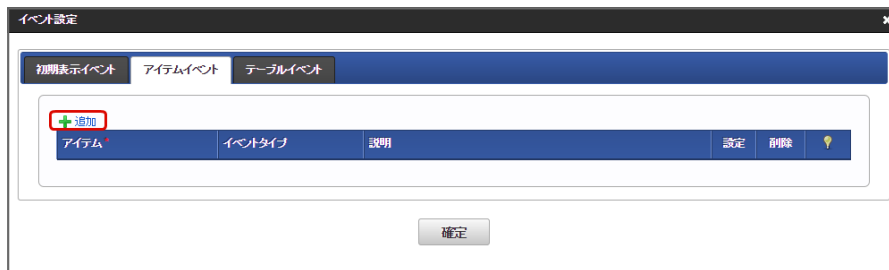 イベント設定
初期表示イベント アイテムイベント テーブルイベント
追加
アイテム* イベントタイプ 説明 設定 削除
確定